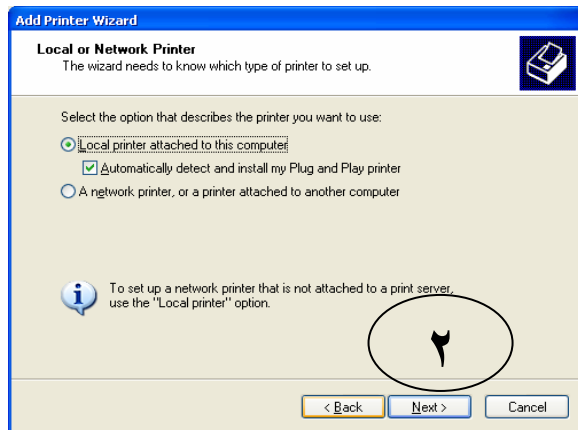 Add Printer Wizard
Local or Network Printer
The wizard needs to know which type of printer to set up.
Select the option that describes the printer you want to use:
Local printer attached to this computer
Automatically detect and install my Plug and Play printer
A network printer, or a printer attached to another computer
To set up a network printer that is not attached to a print server,
use the "Local printer" option.
٢
< Back Next > Cancel